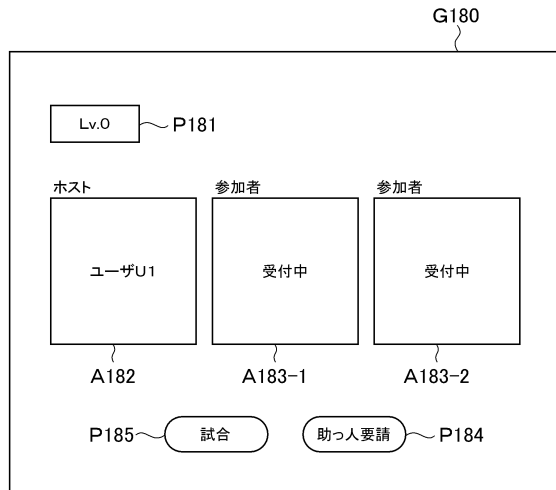 G180
Lv.0
P181
ホスト
参加者
参加者
ユーザU1
受付中
受付中
A182
A183-1
A183-2
P185
試合
助っ人要請
P184